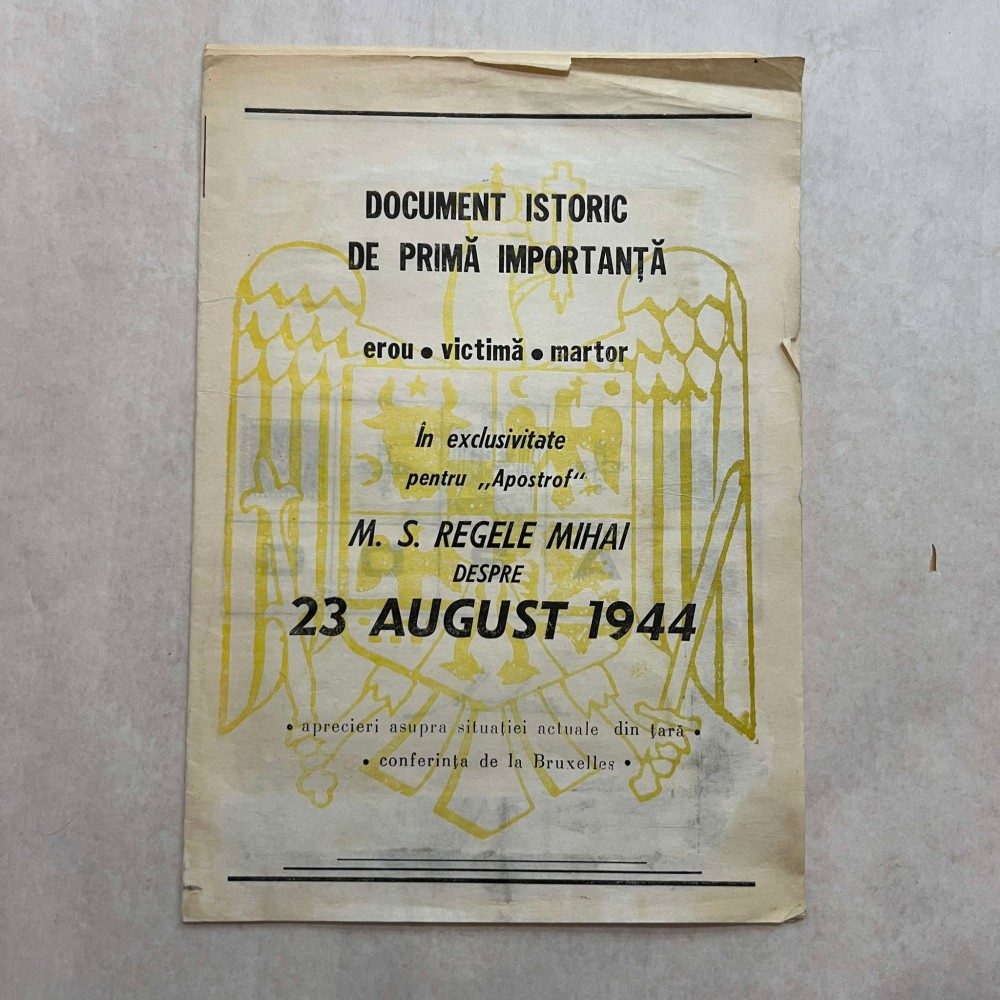 DOCUMENT ISTORIC
DE PRIMĂ IMPORTANȚĂ
erou • victimă • martor
În exclusivitate
pentru „Apostrof“
M. S. REGELE MIHAI
DESPRE
23 AUGUST 1944
• aprecieri asupra situației actuale din țară •
• conferința de la Bruxelles •